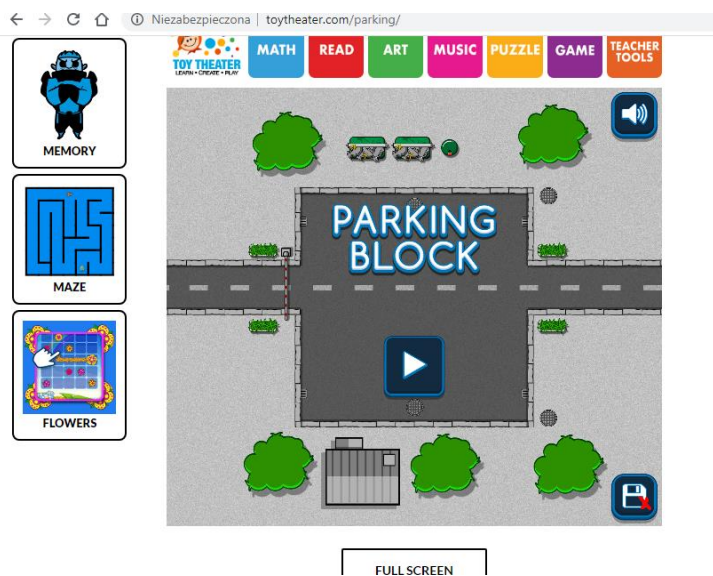 Niezabezpieczona | toytheater.com/parking/
TOY THEATER
LEARN • CREATE • PLAY
MATH
READ
ART
MUSIC
PUZZLE
GAME
TEACHER
TOOLS
MEMORY
MAZE
FLOWERS
PARKING
BLOCK
FULL SCREEN